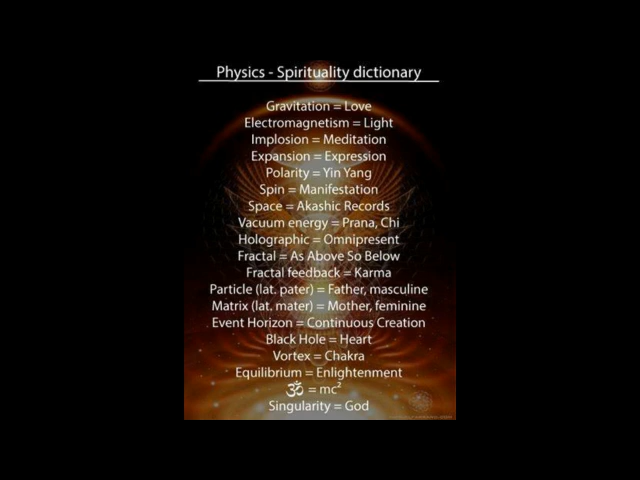 Physics - Spirituality dictionary
Gravitation = Love
Electromagnetism = Light
Implosion = Meditation
Expansion = Expression
Polarity = Yin Yang
Spin = Manifestation
Space = Akashic Records
Vacuum energy = Prana, Chi
Holographic = Omnipresent
Fractal = As Above So Below
Fractal feedback = Karma
Particle (lat. pater) = Father, masculine
Matrix (lat. mater) = Mother, feminine
Event Horizon = Continuous Creation
Black Hole = Heart
Vortex = Chakra
Equilibrium = Enlightenment
ॐ = mc²
Singularity = God